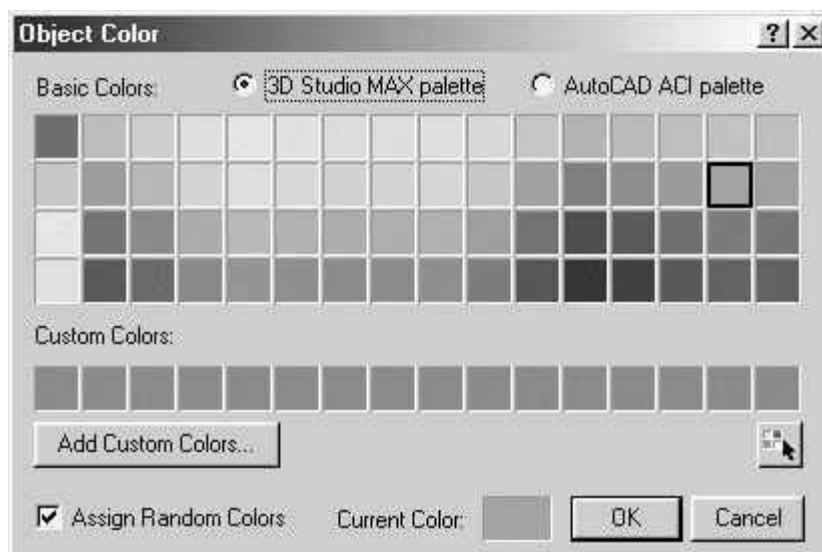 Object Color
Basic Colors: 3D Studio MAX palette AutoCAD ACI palette
Custom Colors:
Add Custom Colors...
Assign Random Colors Current Color: OK Cancel